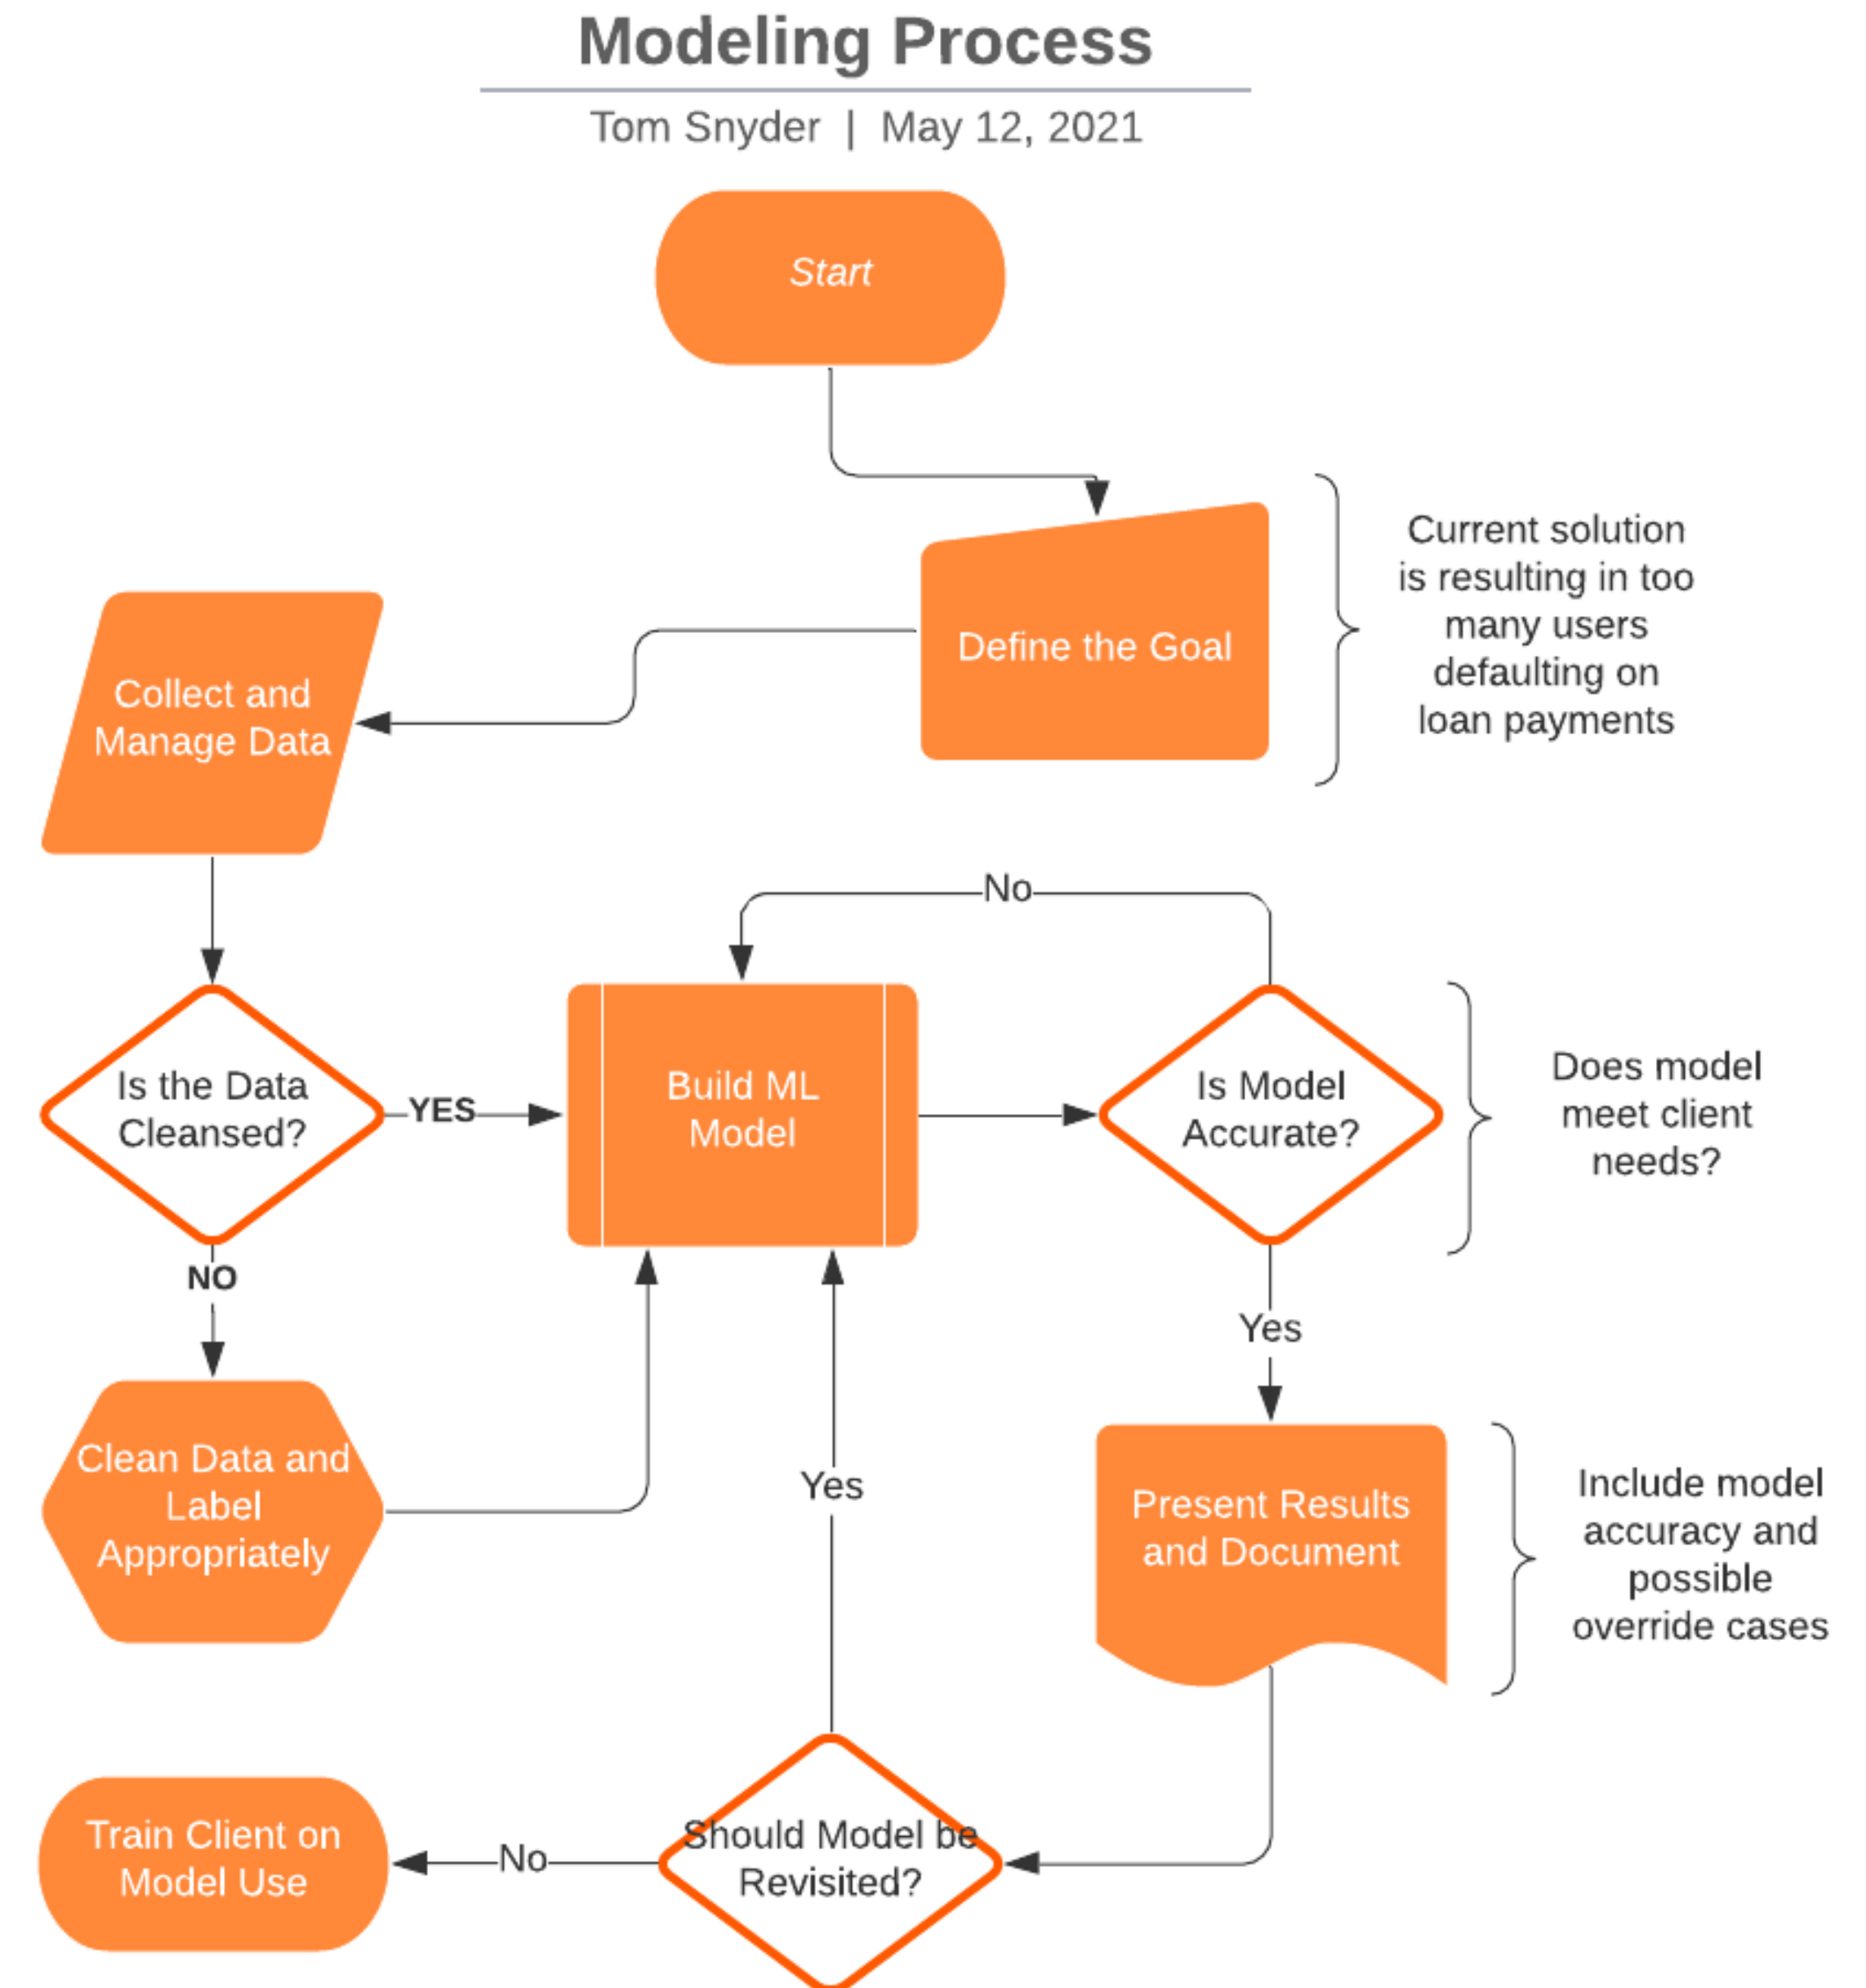 Modeling Process
Tom Snyder | May 12, 2021
Start
Define the Goal
Current solution
is resulting in too
many users
defaulting on
loan payments
Collect and
Manage Data
No
Is the Data
Cleansed?
YES
Build ML
Model
Is Model
Accurate?
Does model
meet client
needs?
NO
Yes
Clean Data and
Label
Appropriately
Yes
Present Results
and Document
Include model
accuracy and
possible
override cases
Train Client on
Model Use
No
Should Model be
Revisited?